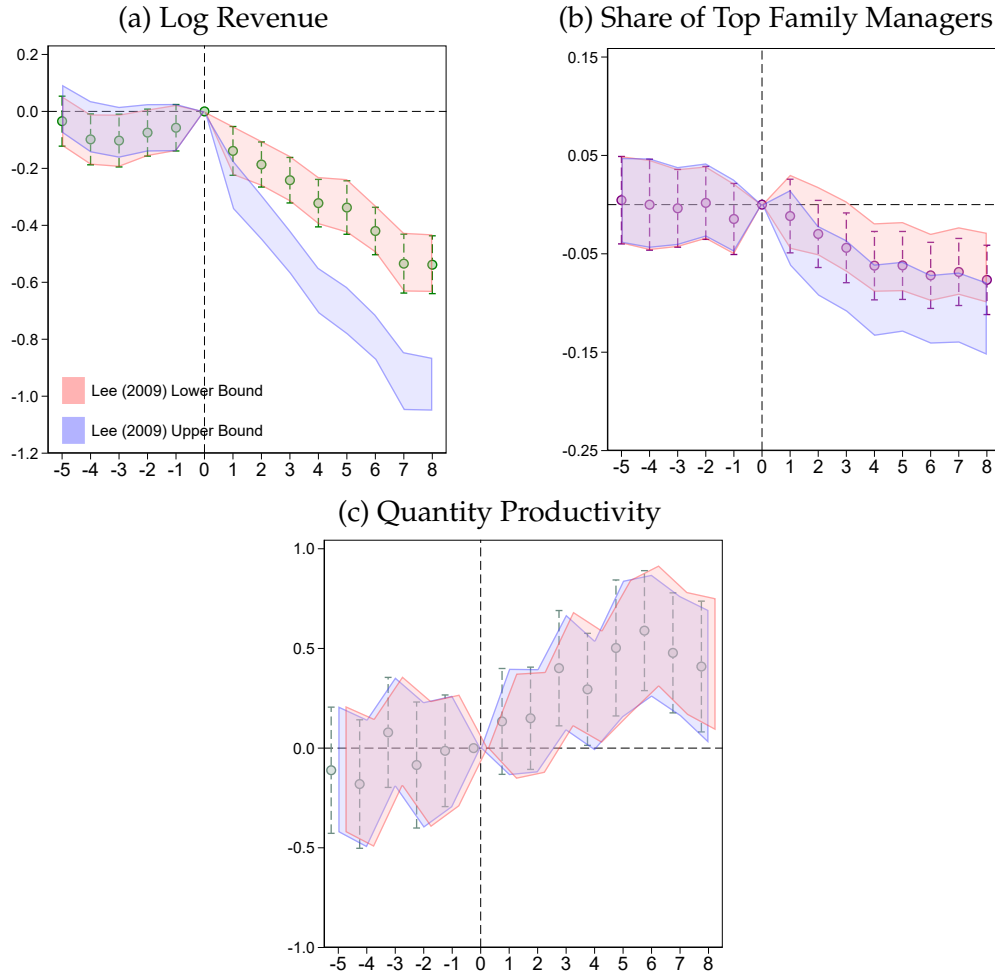 (a) Log Revenue
0.2
0.0
-0.2
-0.4
-0.6
-0.8
-1.0
-1.2
Lee (2009) Lower Bound
Lee (2009) Upper Bound
-5 -4 -3 -2 -1 0 1 2 3 4 5 6 7 8
(b) Share of Top Family Managers
0.15
0.05
-0.05
-0.15
-0.25
-5 -4 -3 -2 -1 0 1 2 3 4 5 6 7 8
(c) Quantity Productivity
1.0
0.5
0.0
-0.5
-1.0
-5 -4 -3 -2 -1 0 1 2 3 4 5 6 7 8